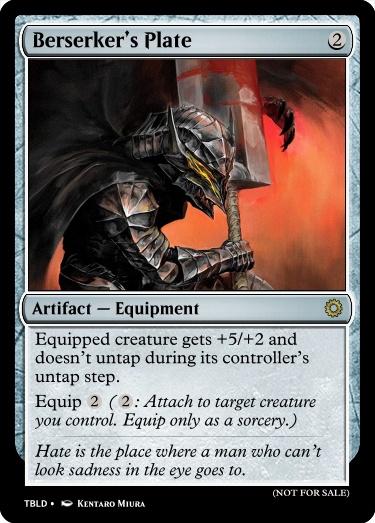 Berserker's Plate 2
Artifact — Equipment
Equipped creature gets +5/+2 and
doesn't untap during its controller's
untap step.
Equip 2 (2: Attach to target creature
you control. Equip only as a sorcery.)
Hate is the place where a man who can't
look sadness in the eye goes to.
(NOT FOR SALE)
TBLD • Kentaro Miura